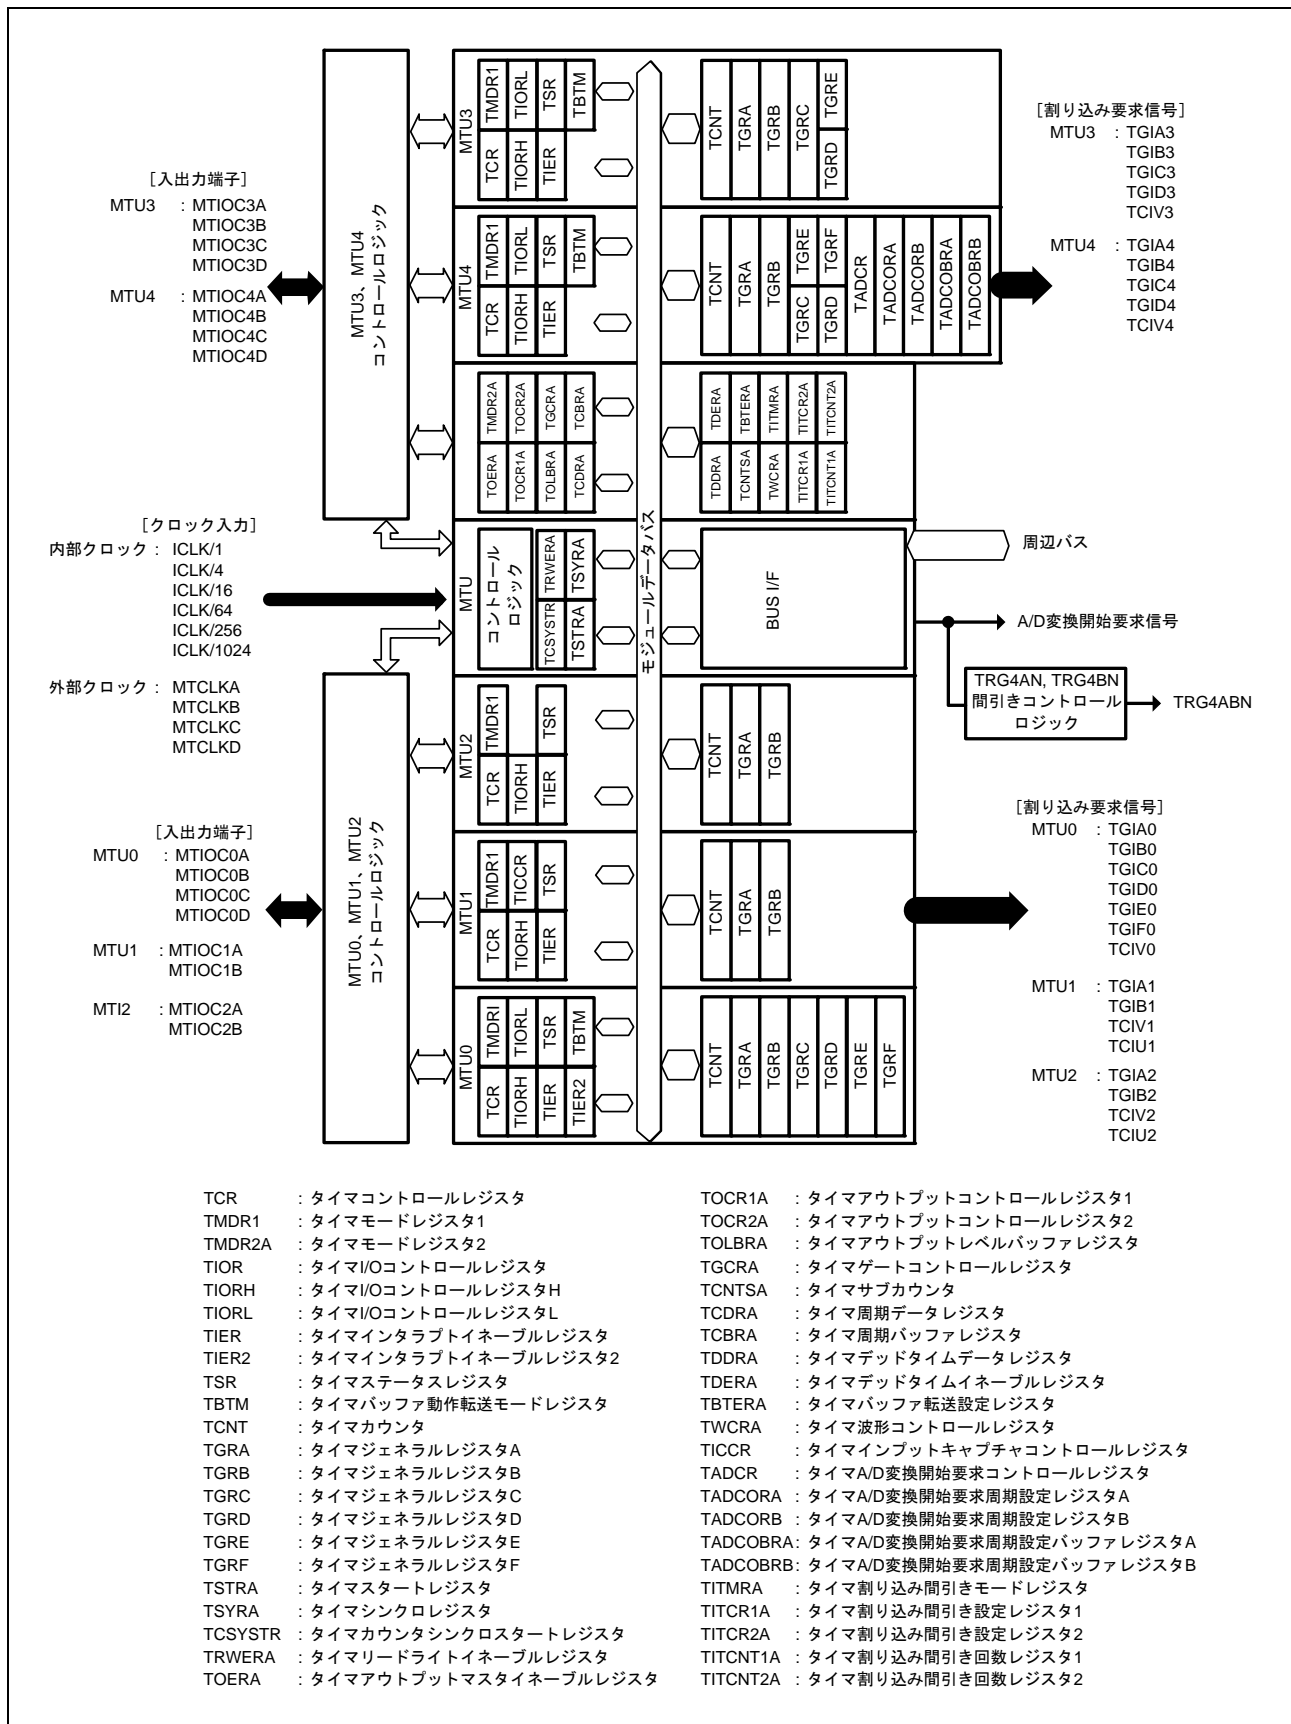 [入出力端子]
MTU3 : MTIOC3A
MTIOC3B
MTIOC3C
MTIOC3D
MTU4 : MTIOC4A
MTIOC4B
MTIOC4C
MTIOC4D
[クロック入力]
内部クロック : ICLK/1
ICLK/4
ICLK/16
ICLK/64
ICLK/256
ICLK/1024
外部クロック : MTCLKA
MTCLKB
MTCLKC
MTCLKD
[入出力端子]
MTU0 : MTIOC0A
MTIOC0B
MTIOC0C
MTIOC0D
MTU1 : MTIOC1A
MTIOC1B
MTI2 : MTIOC2A
MTIOC2B
MTU3、MTU4
コントロールロジック
MTU0、MTU1、MTU2
コントロールロジック
MTU3
TMDR1
TIORL
TSR
TBTM
TCR
TIORH
TIER
TCNT
TGRA
TGRB
TGRC
TGRE
TGRD
MTU4
TMDR1
TIORL
TSR
TBTM
TCR
TIORH
TIER
TCNT
TGRA
TGRB
TGRE
TGRF
TGRC
TGRD
TADCR
TADCORA
TADCORB
TADCOBRA
TADCOBRB
TMDR2A
TOCR2A
TGCRA
TCBRA
TOERA
TOCR1A
TOLBRA
TCDRA
TDERA
TBTERA
TITMRA
TITCR2A
TITCNT2A
TDDRA
TCNTSA
TWCRA
TITCR1A
TITCNT1A
MTU
コントロール
ロジック
TRWERA
TSYRA
TCSYSTR
TSTRA
モジュールデータバス
BUS I/F
MTU2
TMDR1
TSR
TCR
TIORH
TIER
TCNT
TGRA
TGRB
MTU1
TMDR1
TICCR
TSR
TCR
TIORH
TIER
TCNT
TGRA
TGRB
MTU0
TMDRI
TIORL
TSR
TBTM
TCR
TIORH
TIER
TIER2
TCNT
TGRA
TGRB
TGRC
TGRD
TGRE
TGRF
[割り込み要求信号]
MTU3 : TGIA3
TGIB3
TGIC3
TGID3
TCIV3
MTU4 : TGIA4
TGIB4
TGIC4
TGID4
TCIV4
周辺バス
A/D変換開始要求信号
TRG4AN, TRG4BN
間引きコントロール
ロジック
TRG4ABN
[割り込み要求信号]
MTU0 : TGIA0
TGIB0
TGIC0
TGID0
TGIE0
TGIF0
TCIV0
MTU1 : TGIA1
TGIB1
TCIV1
TCIU1
MTU2 : TGIA2
TGIB2
TCIV2
TCIU2
TCR : タイマコントロールレジスタ
TMDR1 : タイマモードレジスタ1
TMDR2A : タイマモードレジスタ2
TIOR : タイマI/Oコントロールレジスタ
TIORH : タイマI/OコントロールレジスタH
TIORL : タイマI/OコントロールレジスタL
TIER : タイマインタラプトイネーブルレジスタ
TIER2 : タイマインタラプトイネーブルレジスタ2
TSR : タイマステータスレジスタ
TBTM : タイマバッファ動作転送モードレジスタ
TCNT : タイマカウンタ
TGRA : タイマジェネラルレジスタA
TGRB : タイマジェネラルレジスタB
TGRC : タイマジェネラルレジスタC
TGRD : タイマジェネラルレジスタD
TGRE : タイマジェネラルレジスタE
TGRF : タイマジェネラルレジスタF
TSTRA : タイマスタートレジスタ
TSYRA : タイマシンクロレジスタ
TCSYSTR : タイマカウンタシンクロスタートレジスタ
TRWERA : タイマリードライトイネーブルレジスタ
TOERA : タイマアウトプットマスタイネーブルレジスタ
TOCR1A : タイマアウトプットコントロールレジスタ1
TOCR2A : タイマアウトプットコントロールレジスタ2
TOLBRA : タイマアウトプットレベルバッファレジスタ
TGCRA : タイマゲートコントロールレジスタ
TCNTSA : タイマサブカウンタ
TCDRA : タイマ周期データレジスタ
TCBRA : タイマ周期バッファレジスタ
TDDRA : タイマデッドタイムデータレジスタ
TDERA : タイマデッドタイムイネーブルレジスタ
TBTERA : タイマバッファ転送設定レジスタ
TWCRA : タイマ波形コントロールレジスタ
TICCR : タイマインプットキャプチャコントロールレジスタ
TADCR : タイマA/D変換開始要求コントロールレジスタ
TADCORA : タイマA/D変換開始要求周期設定レジスタA
TADCORB : タイマA/D変換開始要求周期設定レジスタB
TADCOBRA: タイマA/D変換開始要求周期設定バッファレジスタA
TADCOBRB: タイマA/D変換開始要求周期設定バッファレジスタB
TITMRA : タイマ割り込み間引きモードレジスタ
TITCR1A : タイマ割り込み間引き設定レジスタ1
TITCR2A : タイマ割り込み間引き設定レジスタ2
TITCNT1A : タイマ割り込み間引き回数レジスタ1
TITCNT2A : タイマ割り込み間引き回数レジスタ2